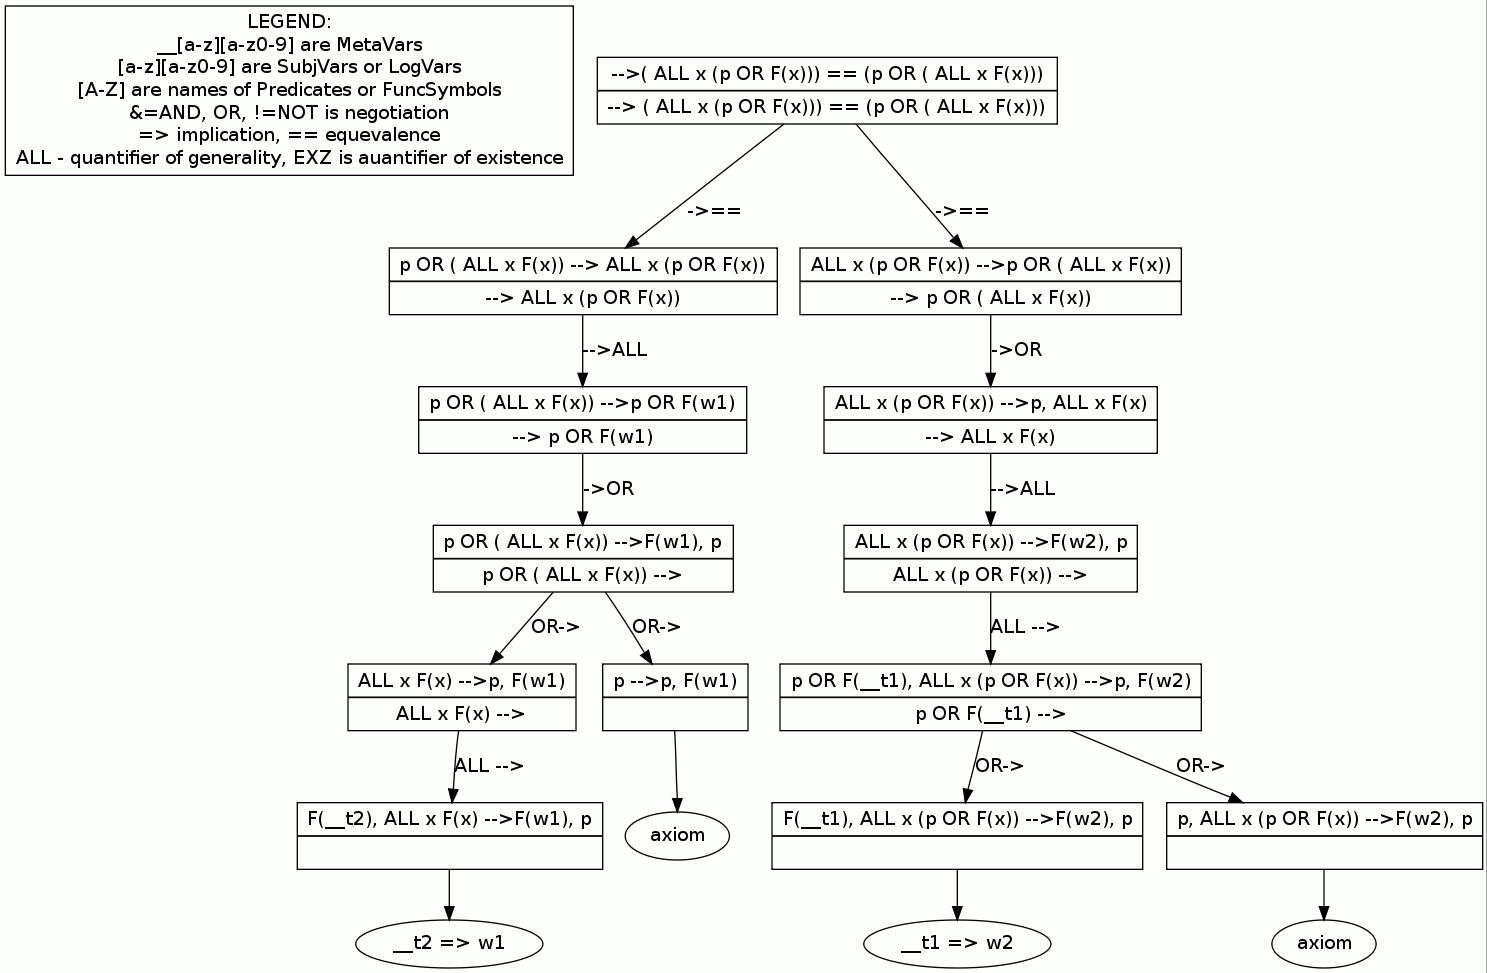 LEGEND:
__[a-z][a-z0-9] are MetaVars
[a-z][a-z0-9] are SubjVars or LogVars
[A-Z] are names of Predicates or FuncSymbols
&=AND, OR, !=NOT is negotiation
=> implication, == equevalence
ALL - quantifier of generality, EXZ is auantifier of existence
-->( ALL x (p OR F(x))) == (p OR ( ALL x F(x)))
--> ( ALL x (p OR F(x))) == (p OR ( ALL x F(x)))
->==
->==
p OR ( ALL x F(x)) --> ALL x (p OR F(x))
--> ALL x (p OR F(x))
ALL x (p OR F(x)) -->p OR ( ALL x F(x))
--> p OR ( ALL x F(x))
-->ALL
->OR
p OR ( ALL x F(x)) -->p OR F(w1)
--> p OR F(w1)
ALL x (p OR F(x)) -->p, ALL x F(x)
--> ALL x F(x)
->OR
-->ALL
p OR ( ALL x F(x)) -->F(w1), p
p OR ( ALL x F(x)) -->
ALL x (p OR F(x)) -->F(w2), p
ALL x (p OR F(x)) -->
OR->
OR->
ALL -->
ALL x F(x) -->p, F(w1)
ALL x F(x) -->
p -->p, F(w1)
p OR F(__t1), ALL x (p OR F(x)) -->p, F(w2)
p OR F(__t1) -->
ALL -->
OR->
OR->
F(__t2), ALL x F(x) -->F(w1), p
axiom
F(__t1), ALL x (p OR F(x)) -->F(w2), p
p, ALL x (p OR F(x)) -->F(w2), p
__t2 => w1
__t1 => w2
axiom